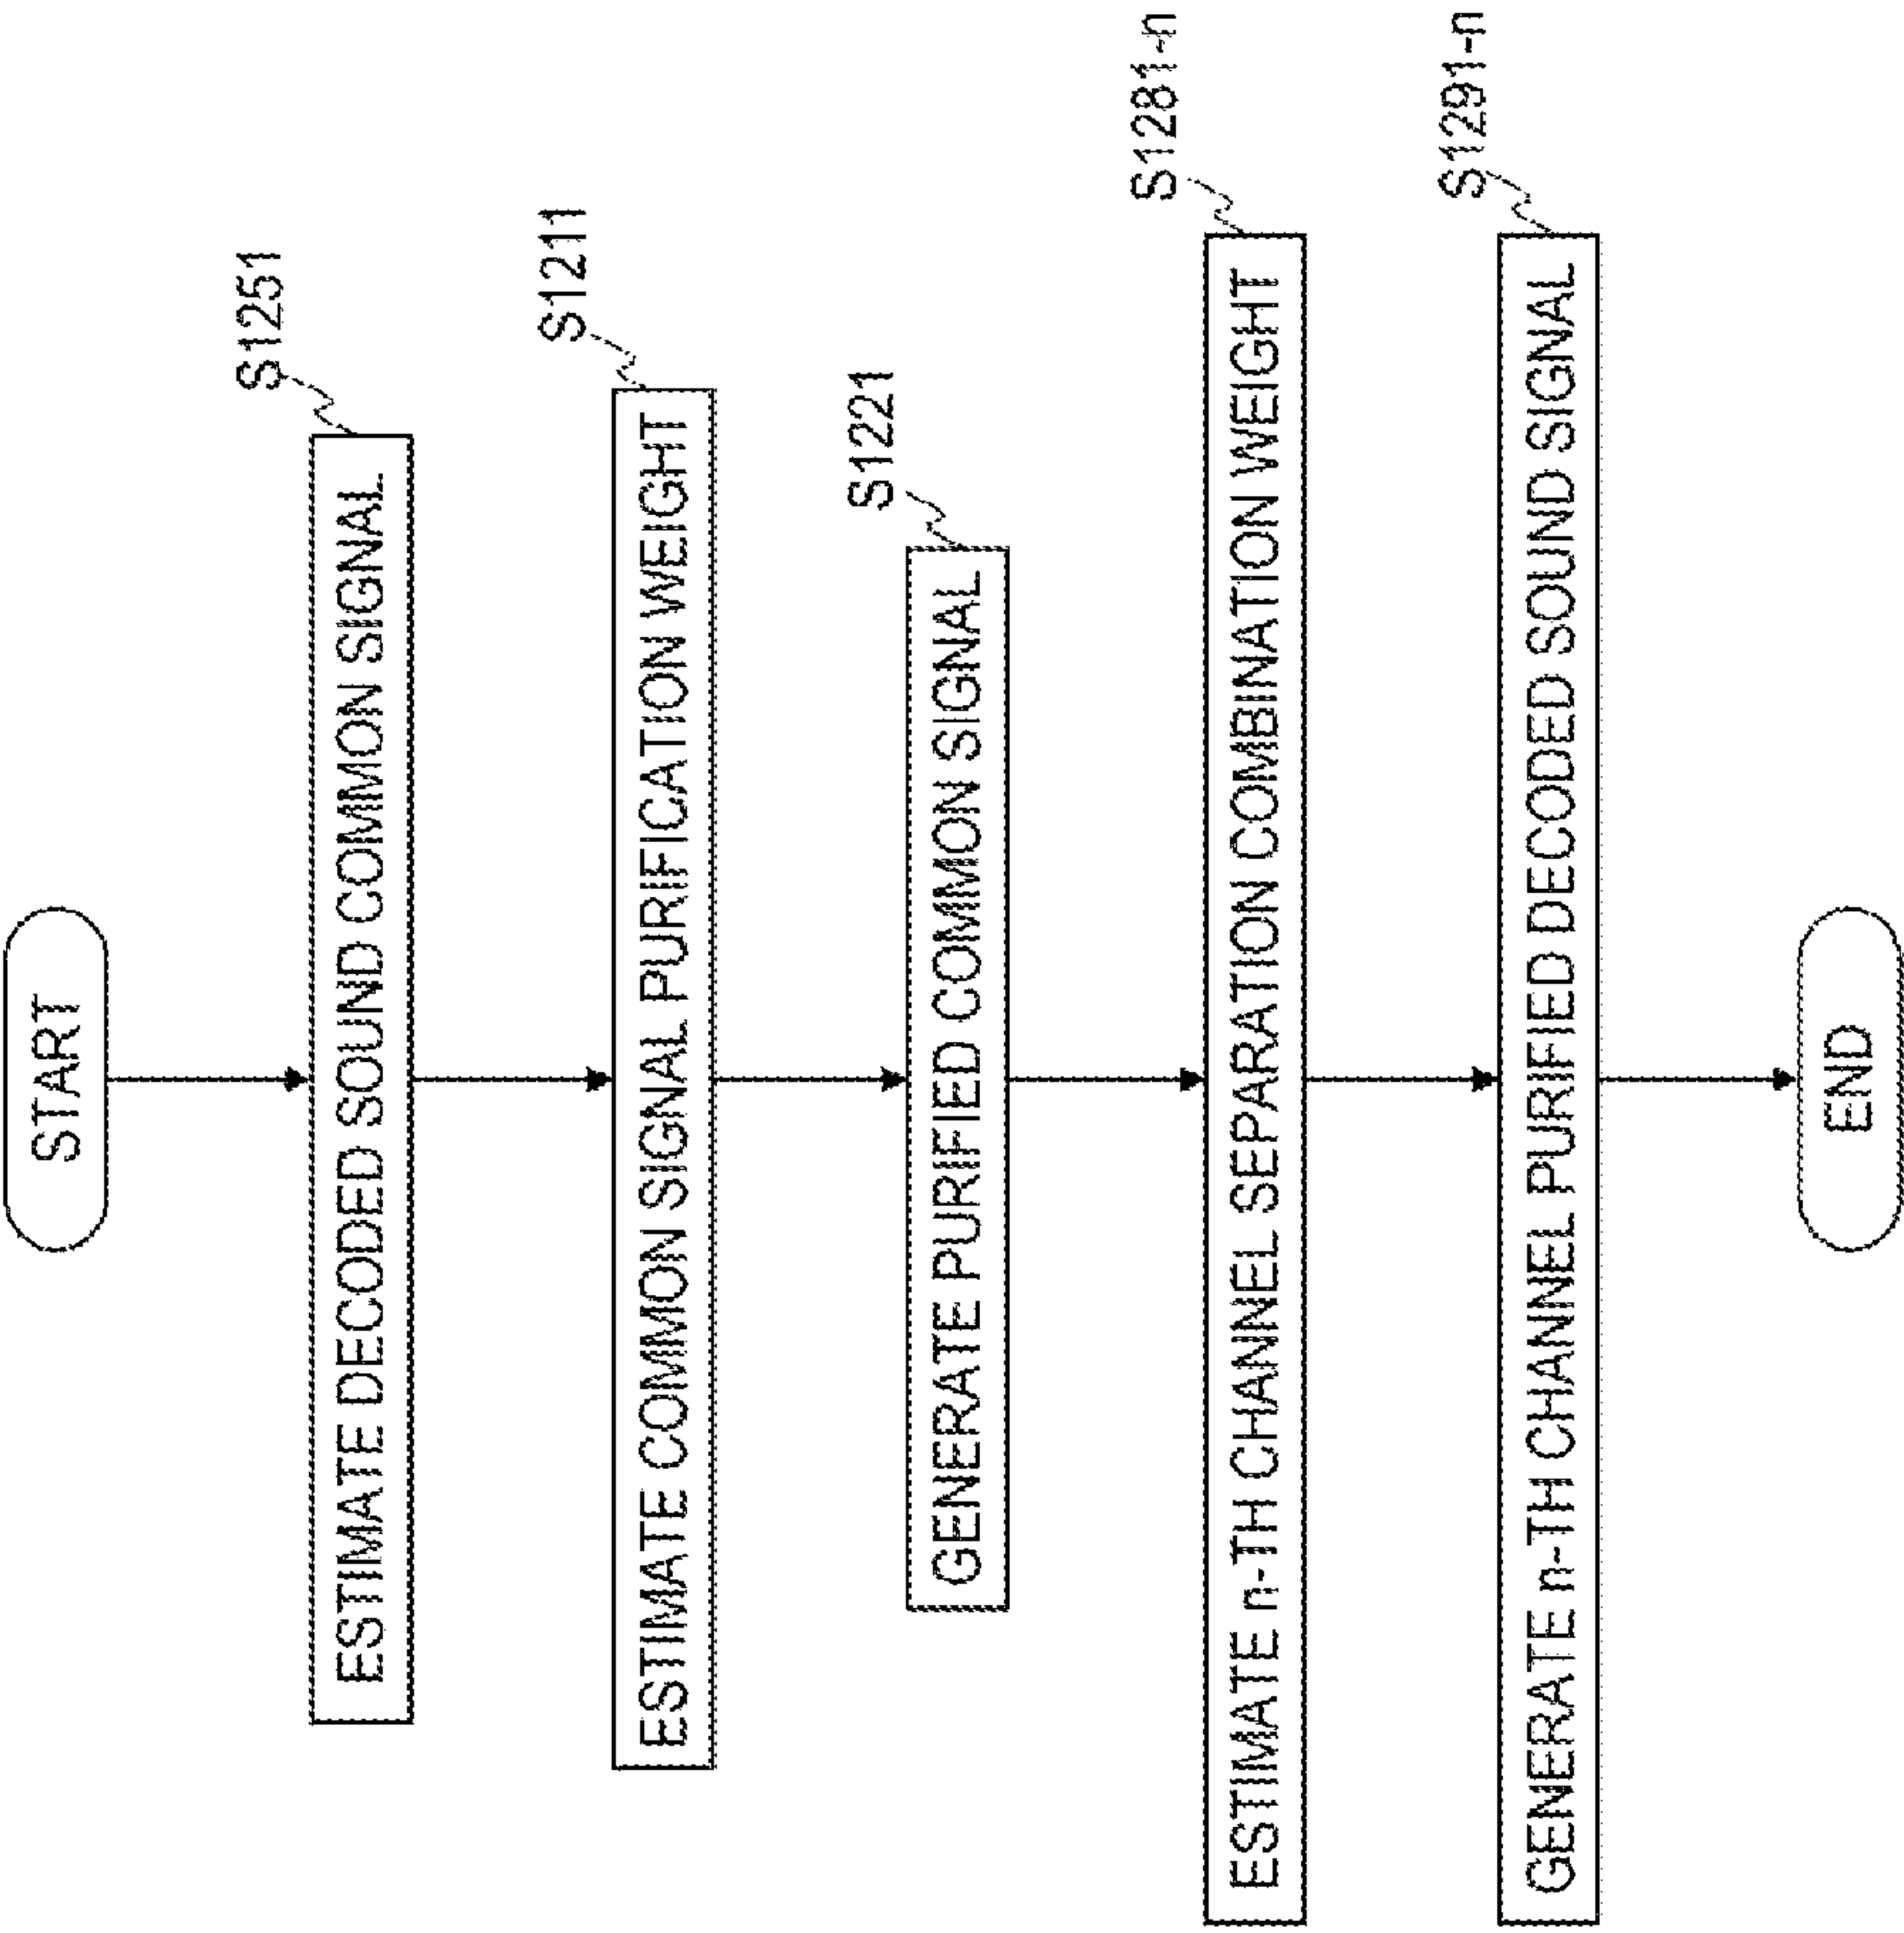 START
S1251
ESTIMATE DECODED SOUND COMMON SIGNAL
S1211
ESTIMATE COMMON SIGNAL PURIFICATION WEIGHT
S1221
GENERATE PURIFIED COMMON SIGNAL
S1281-n
ESTIMATE n-TH CHANNEL SEPARATION COMBINATION WEIGHT
S1291-n
GENERATE n-TH CHANNEL PURIFIED DECODED SOUND SIGNAL
END